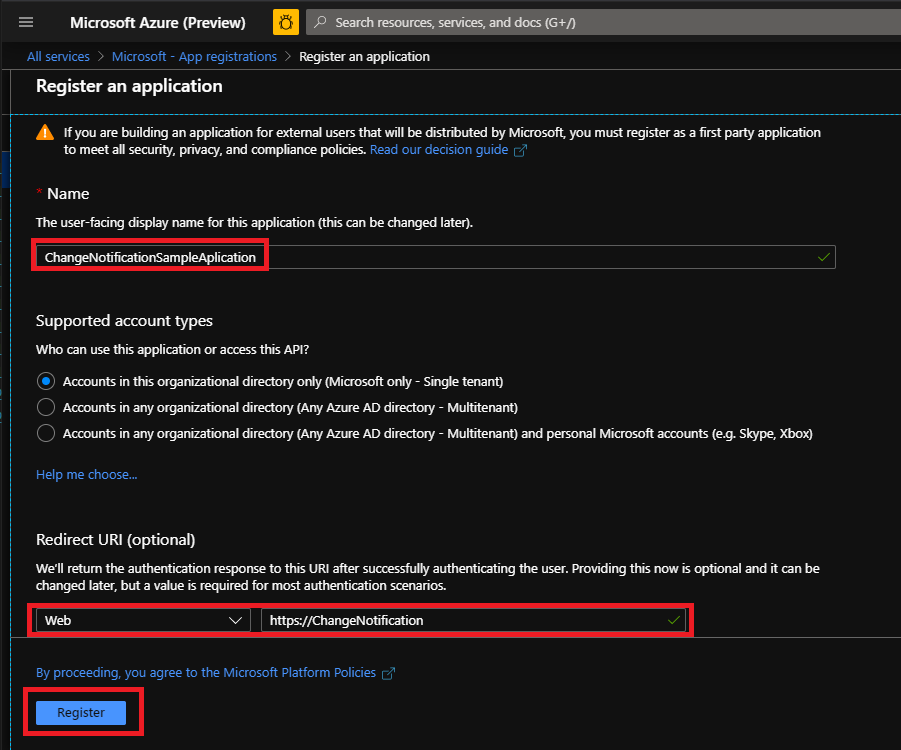 Microsoft Azure (Preview)
Search resources, services, and docs (G+/)
All services > Microsoft - App registrations > Register an application
Register an application
If you are building an application for external users that will be distributed by Microsoft, you must register as a first party application
to meet all security, privacy, and compliance policies. Read our decision guide
* Name
The user-facing display name for this application (this can be changed later).
ChangeNotificationSampleAplication
Supported account types
Who can use this application or access this API?
Accounts in this organizational directory only (Microsoft only - Single tenant)
Accounts in any organizational directory (Any Azure AD directory - Multitenant)
Accounts in any organizational directory (Any Azure AD directory - Multitenant) and personal Microsoft accounts (e.g. Skype, Xbox)
Help me choose...
Redirect URI (optional)
We'll return the authentication response to this URI after successfully authenticating the user. Providing this now is optional and it can be
changed later, but a value is required for most authentication scenarios.
Web https://ChangeNotification
By proceeding, you agree to the Microsoft Platform Policies
Register